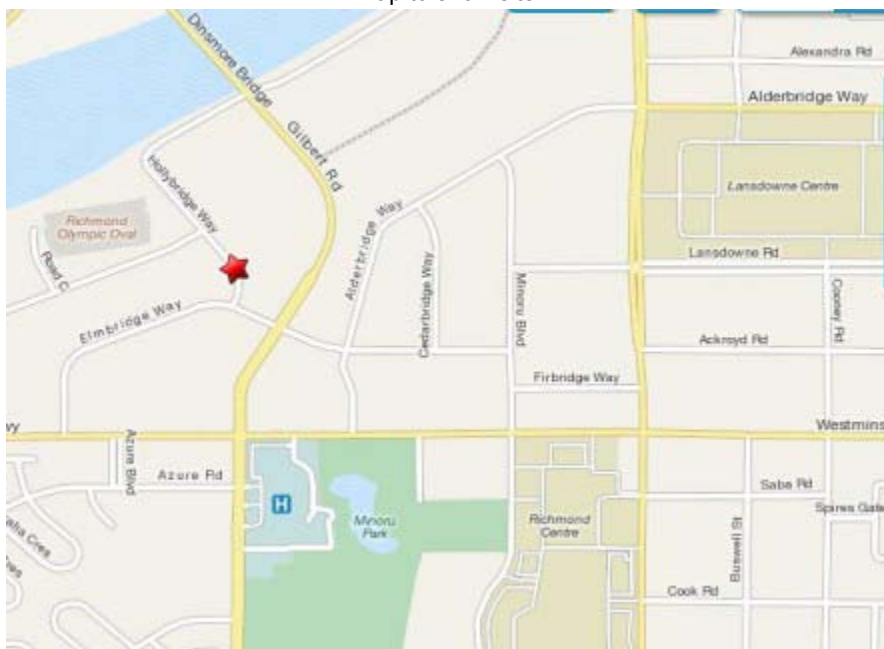 Dinsmore Bridge
Gilbert Rd
Alexandra Rd
Alderbridge Way
Hollybridge Way
Lansdowne Centre
Richmond
Olympic Oval
Road C
Alderbridge Way
Cedarbridge Way
Minoru Blvd
Lansdowne Rd
Cooney Rd
Elmbridge Way
Ackroyd Rd
Firbridge Way
wy
Westmins
Azure Blvd
Azure Rd
H
Minoru
Park
Richmond
Centre
Saba Rd
Spires Gate
Buswell St
Cook Rd